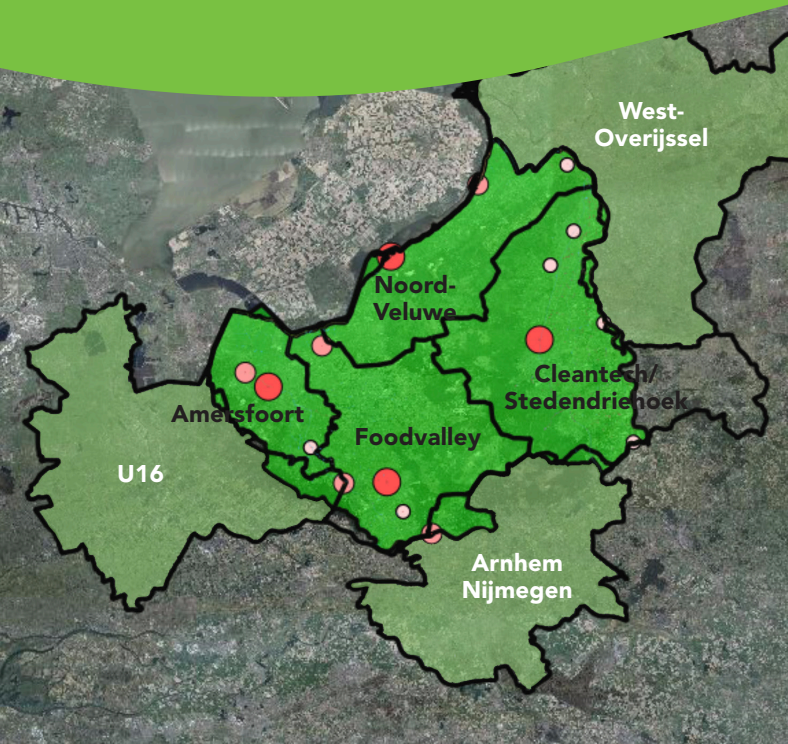 West-
Overijssel
Noord-
Veluwe
Cleantech/
Stedendriehoek
Amersfoort
Foodvalley
U16
Arnhem
Nijmegen